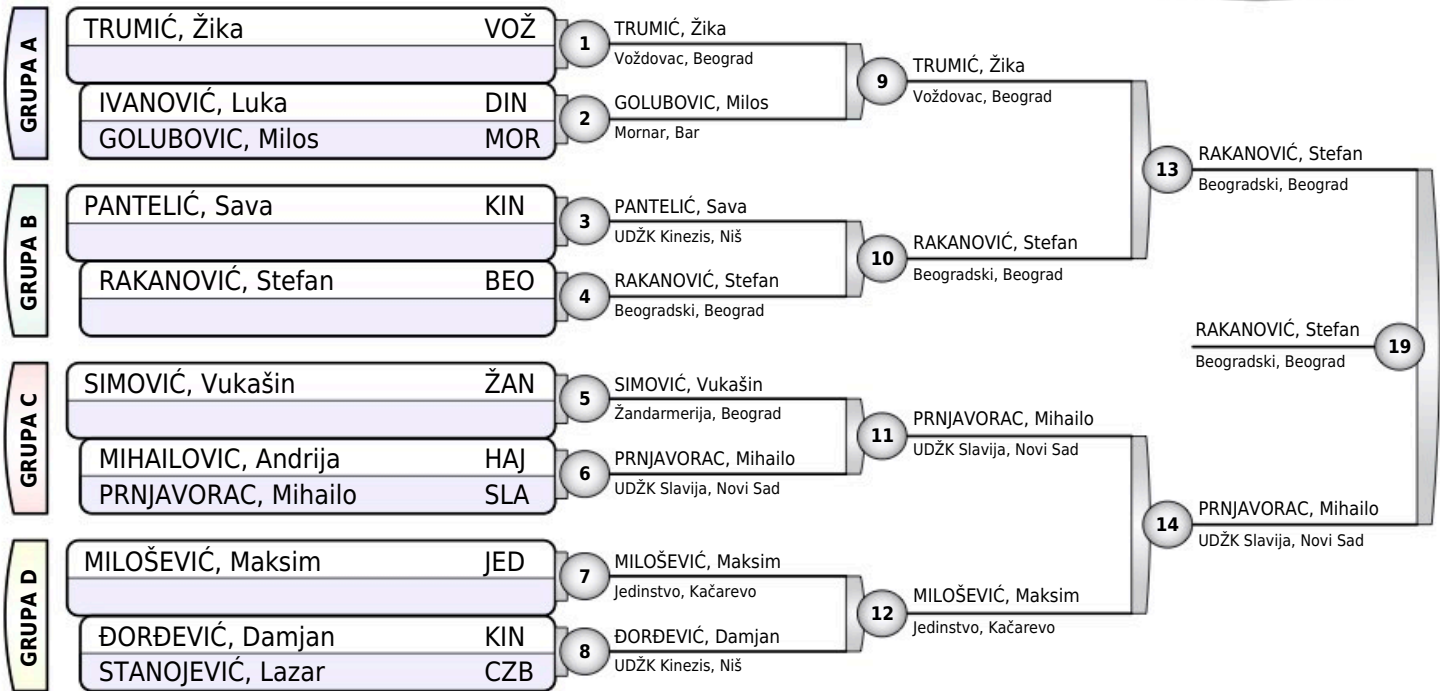 GRUPA A
TRUMIĆ, Žika VOŽ
IVANOVIĆ, Luka DIN
GOLUBOVIC, Milos MOR
GRUPA B
PANTELIĆ, Sava KIN
RAKANOVIĆ, Stefan BEO
GRUPA C
SIMOVIĆ, Vukašin ŽAN
MIHAILOVIC, Andrija HAJ
PRNJAVORAC, Mihailo SLA
GRUPA D
MILOŠEVIĆ, Maksim JED
ĐORĐEVIĆ, Damjan KIN
STANOJEVIĆ, Lazar CZB
1
TRUMIĆ, Žika
Voždovac, Beograd
2
GOLUBOVIC, Milos
Mornar, Bar
3
PANTELIĆ, Sava
UDŽK Kinezis, Niš
4
RAKANOVIĆ, Stefan
Beogradski, Beograd
5
SIMOVIĆ, Vukašin
Žandarmerija, Beograd
6
PRNJAVORAC, Mihailo
UDŽK Slavija, Novi Sad
7
MILOŠEVIĆ, Maksim
Jedinstvo, Kačarevo
8
ĐORĐEVIĆ, Damjan
UDŽK Kinezis, Niš
9
TRUMIĆ, Žika
Voždovac, Beograd
10
RAKANOVIĆ, Stefan
Beogradski, Beograd
11
PRNJAVORAC, Mihailo
UDŽK Slavija, Novi Sad
12
MILOŠEVIĆ, Maksim
Jedinstvo, Kačarevo
13
RAKANOVIĆ, Stefan
Beogradski, Beograd
14
PRNJAVORAC, Mihailo
UDŽK Slavija, Novi Sad
RAKANOVIĆ, Stefan
Beogradski, Beograd
19